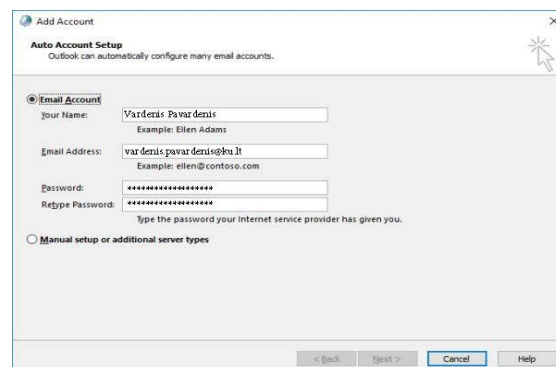 Add Account
Auto Account Setup
Outlook can automatically configure many email accounts.
Email Account
Your Name: Vardenis Pavardenis
Example: Ellen Adams
Email Address: vardenis.pavardenis@ku.lt
Example: ellen@contoso.com
Password: ******************
Retype Password: ******************
Type the password your Internet service provider has given you.
Manual setup or additional server types
< Back Next > Cancel Help